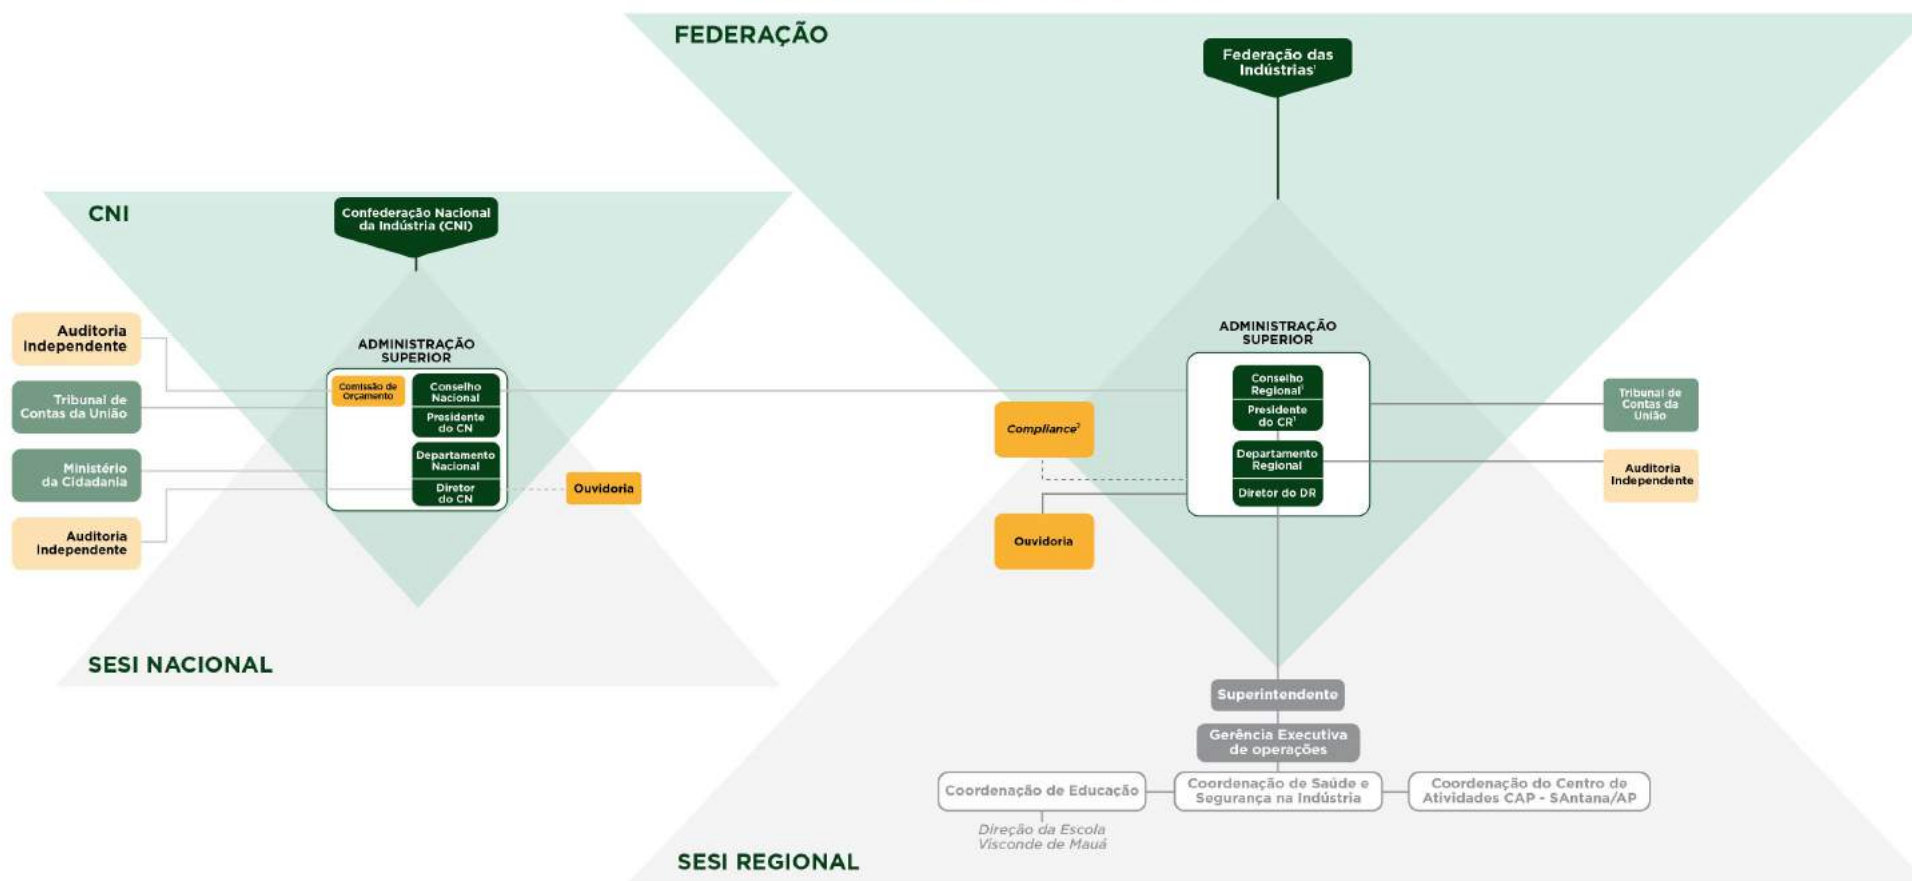 FEDERAÇÃO
Federação das
Indústrias¹
CNI
Confederação Nacional
da Indústria (CNI)
Auditoria
Independente
Tribunal de
Contas da União
Ministério
da Cidadania
Auditoria
Independente
ADMINISTRAÇÃO
SUPERIOR
Comissão de
Orçamento
Conselho
Nacional
Presidente
do CN
Departamento
Nacional
Diretor
do CN
Ouvidoria
SESI NACIONAL
ADMINISTRAÇÃO
SUPERIOR
Conselho
Regional¹
Presidente
do CR¹
Departamento
Regional
Diretor do DR
Compliance²
Ouvidoria
Tribunal de
Contas da
União
Auditoria
Independente
Superintendente
Gerência Executiva
de operações
Coordenação de Educação
Coordenação de Saúde e
Segurança na Indústria
Coordenação do Centro de
Atividades CAP - SAntana/AP
Direção da Escola
Visconde de Mauá
SESI REGIONAL